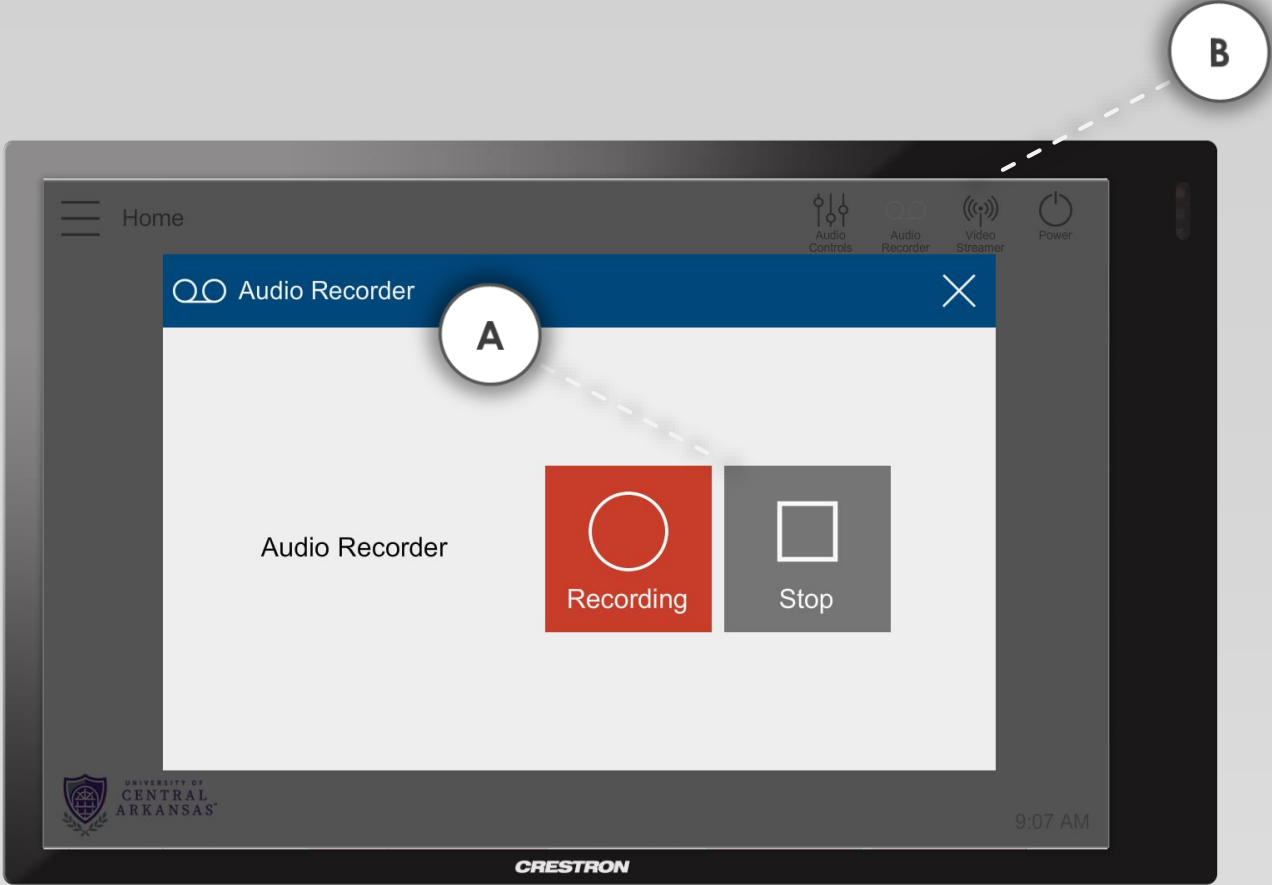 B
Home
Audio
Controls
Audio
Recorder
Video
Streamer
Power
Audio Recorder
A
Audio Recorder
Recording
Stop
UNIVERSITY OF
CENTRAL
ARKANSAS
9:07 AM
CRESTRON